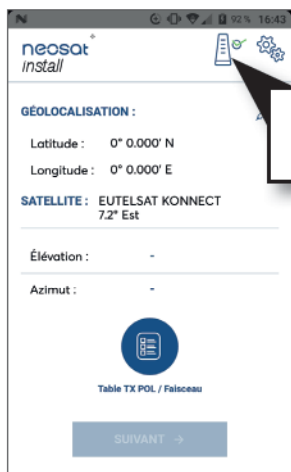 92% 16:43
neosat
install
GÉOLOCALISATION :
Latitude : 0° 0.000' N
Longitude : 0° 0.000' E
SATELLITE : EUTELSAT KONNECT
7.2° Est
Élévation : -
Azimut : -
Table TX POL / Faisceau
SUIVANT →